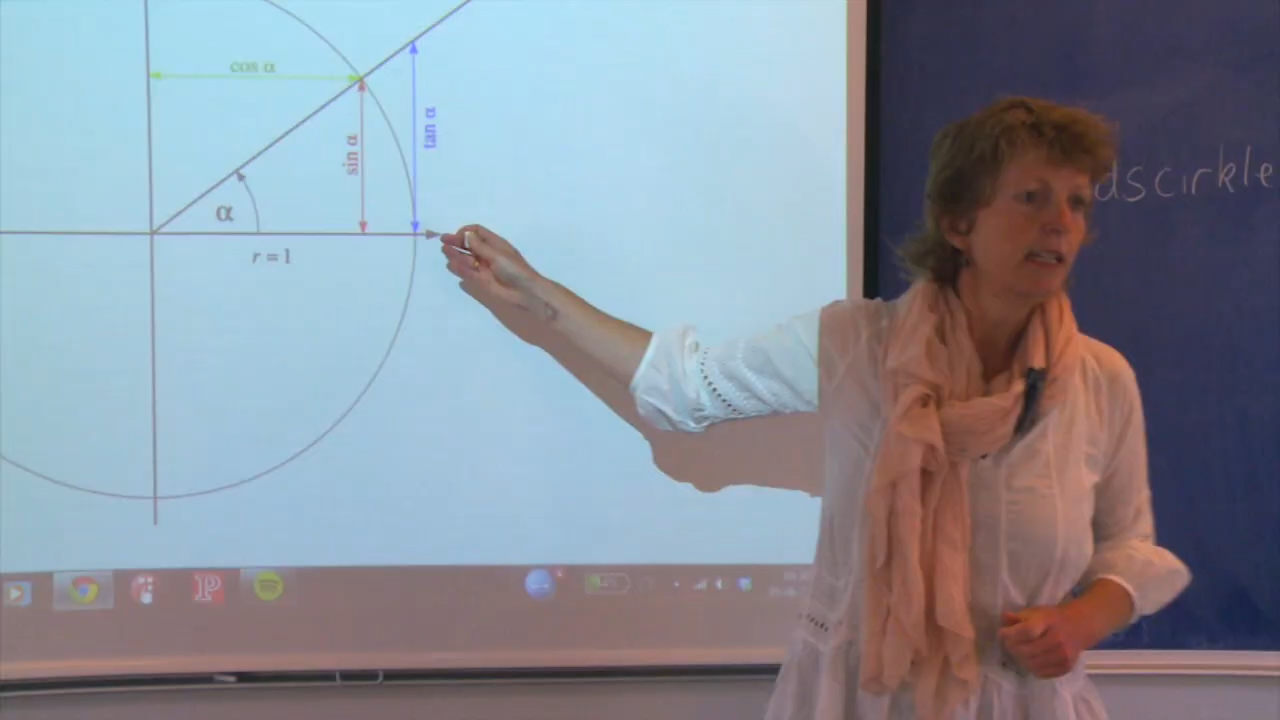 cos α
sin α
tan α
α
r = 1
dscirkle
P